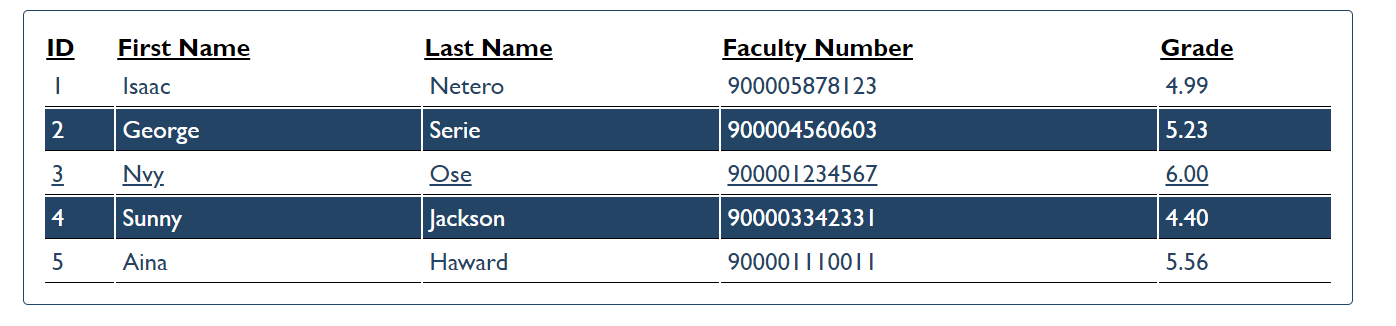 ID First Name Last Name Faculty Number Grade
1 Isaac Netero 900005878123 4.99
2 George Serie 900004560603 5.23
3 Nvy Ose 900001234567 6.00
4 Sunny Jackson 900003342331 4.40
5 Aina Haward 900001110011 5.56